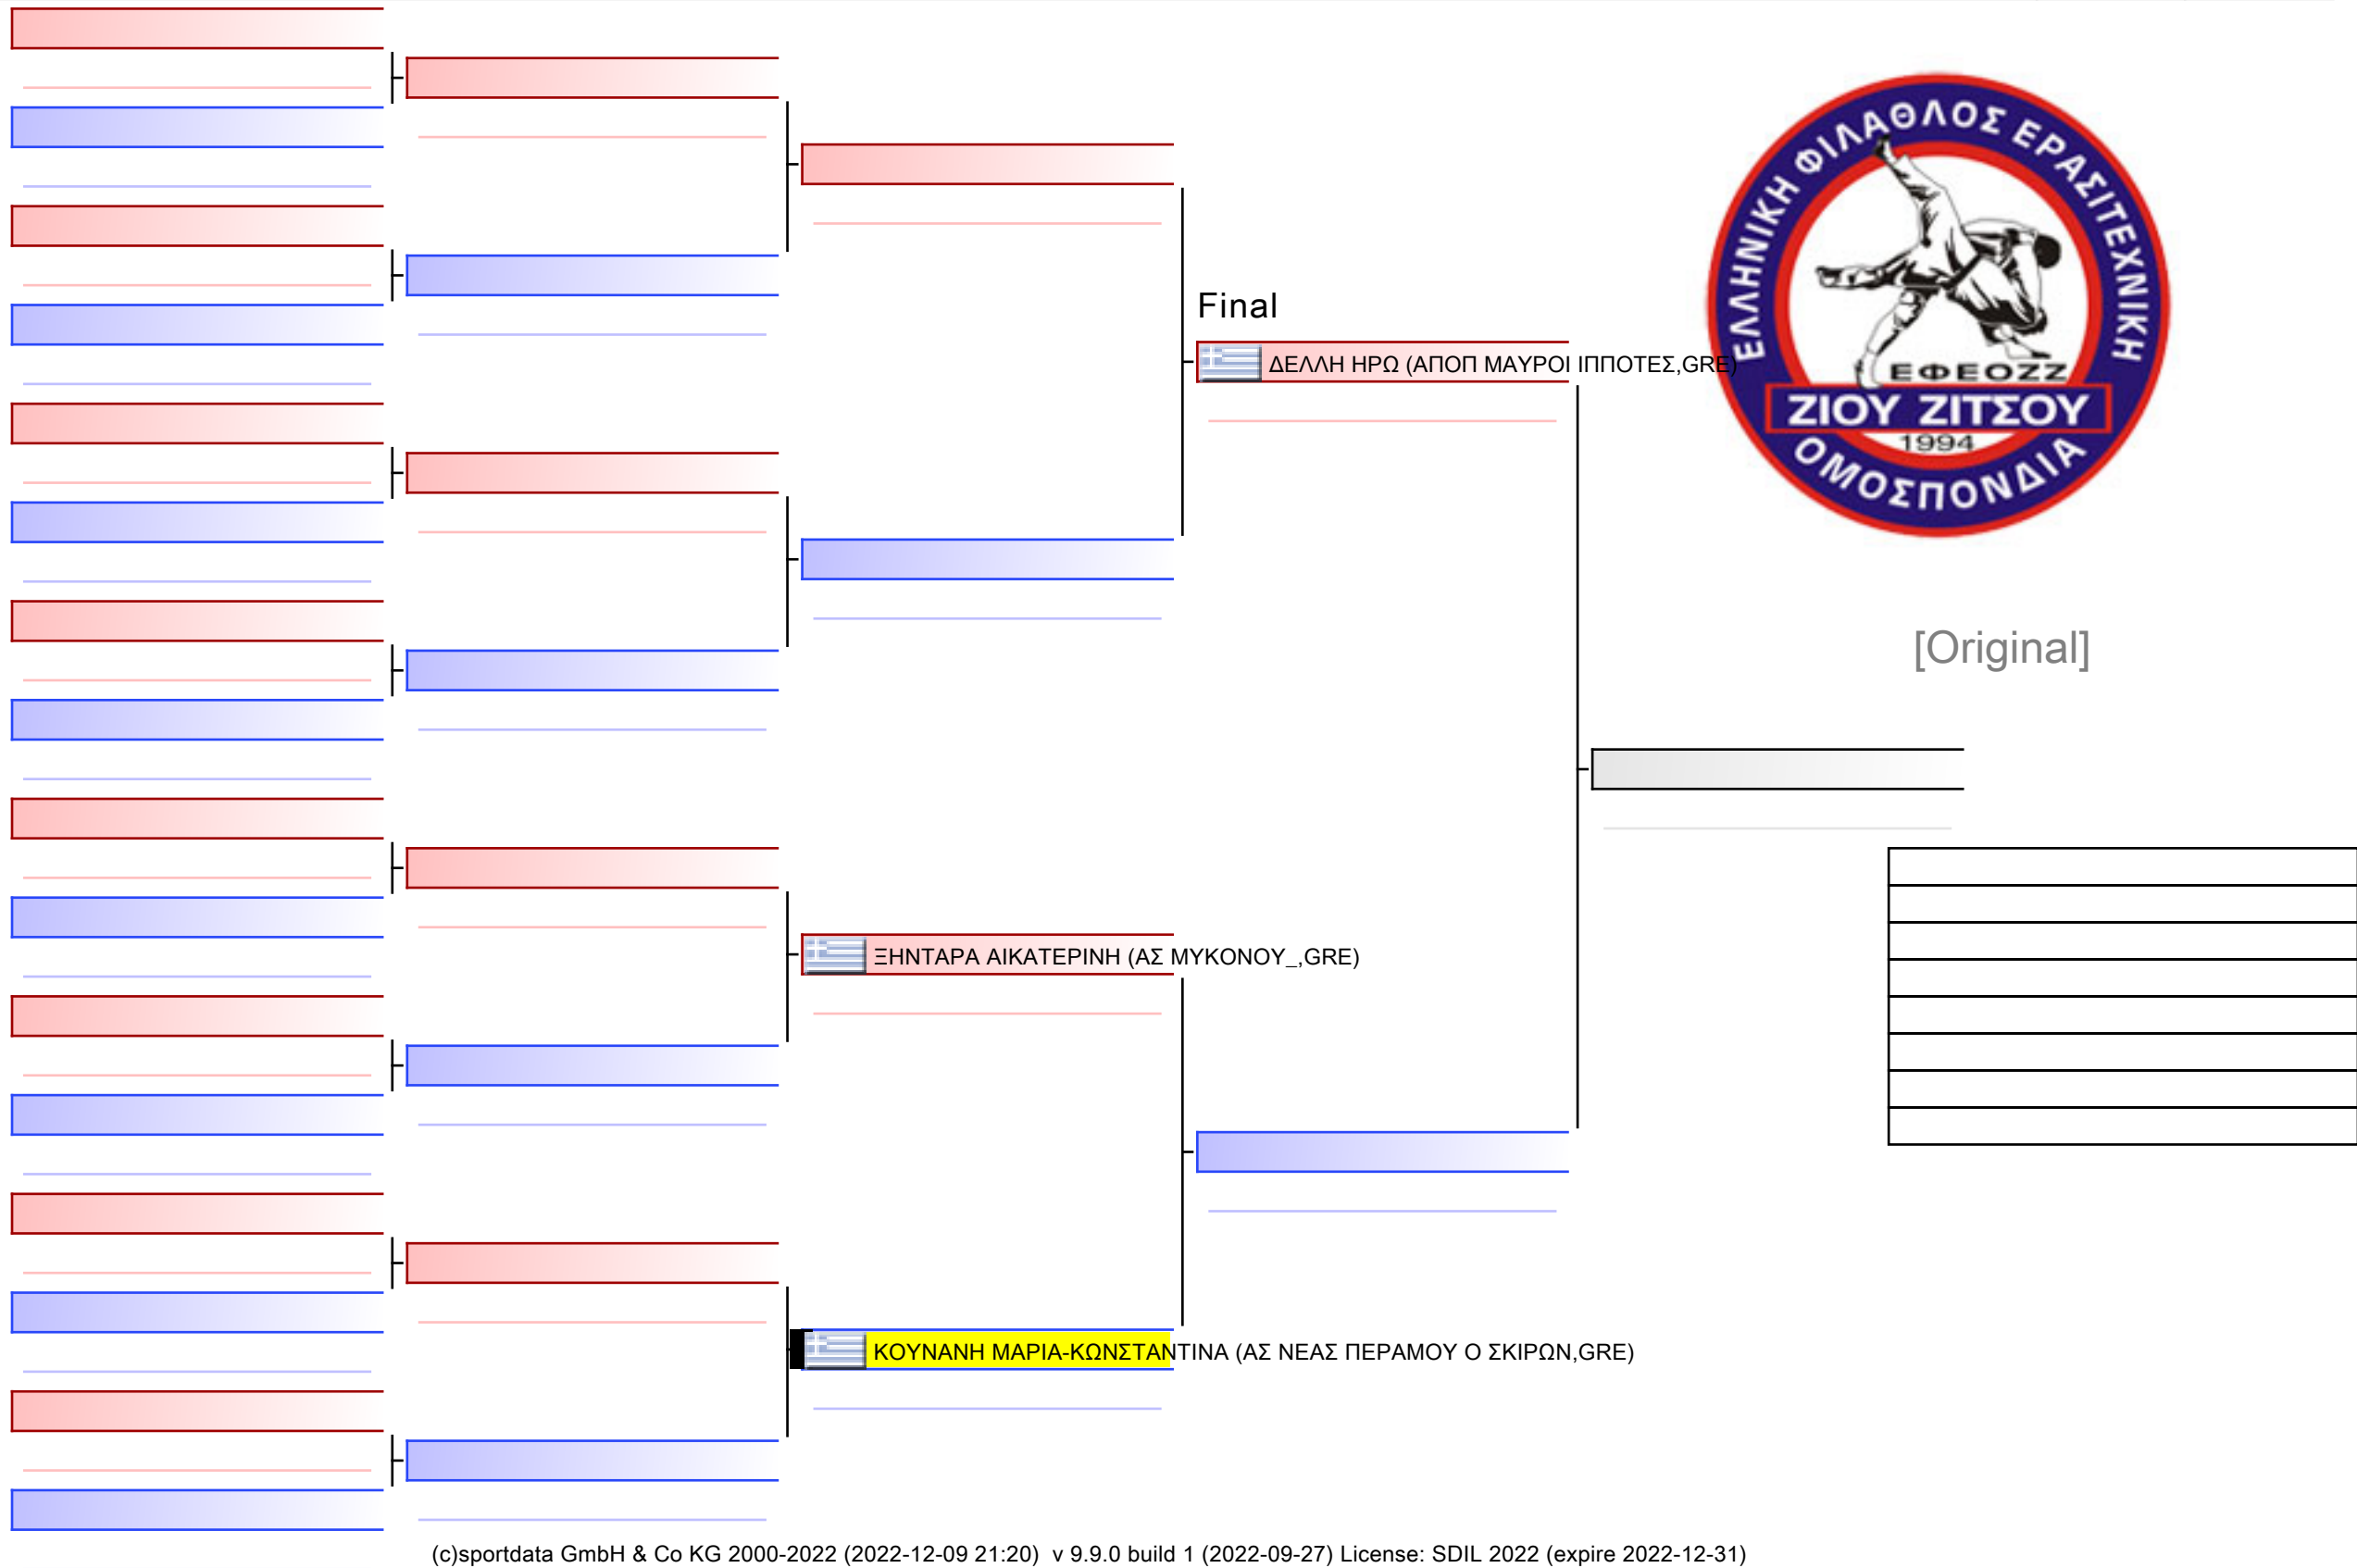 ΕΛΛΗΝΙΚΗ ΦΙΛΑΘΛΟΣ ΕΡΑΣΙΤΕΧΝΙΚΗ
Final
ΔΕΛΛΗ ΗΡΩ (ΑΠΟΠ ΜΑΥΡΟΙ ΙΠΠΟΤΕΣ,GRE)
ΕΦΕΟΖΖ
ΖΙΟΥ ΖΙΤΣΟΥ
1994
ΟΜΟΣΠΟΝΔΙΑ
[Original]
ΞΗΝΤΑΡΑ ΑΙΚΑΤΕΡΙΝΗ (ΑΣ ΜΥΚΟΝΟΥ_,GRE)
ΚΟΥΝΑΝΗ ΜΑΡΙΑ-ΚΩΝΣΤΑΝΤΙΝΑ (ΑΣ ΝΕΑΣ ΠΕΡΑΜΟΥ Ο ΣΚΙΡΩΝ,GRE)
(c)sportdata GmbH & Co KG 2000-2022 (2022-12-09 21:20) v 9.9.0 build 1 (2022-09-27) License: SDIL 2022 (expire 2022-12-31)